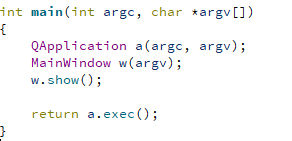 int main(int argc, char *argv[])
{
    QApplication a(argc, argv);
    MainWindow w(argv);
    w.show();

    return a.exec();
}